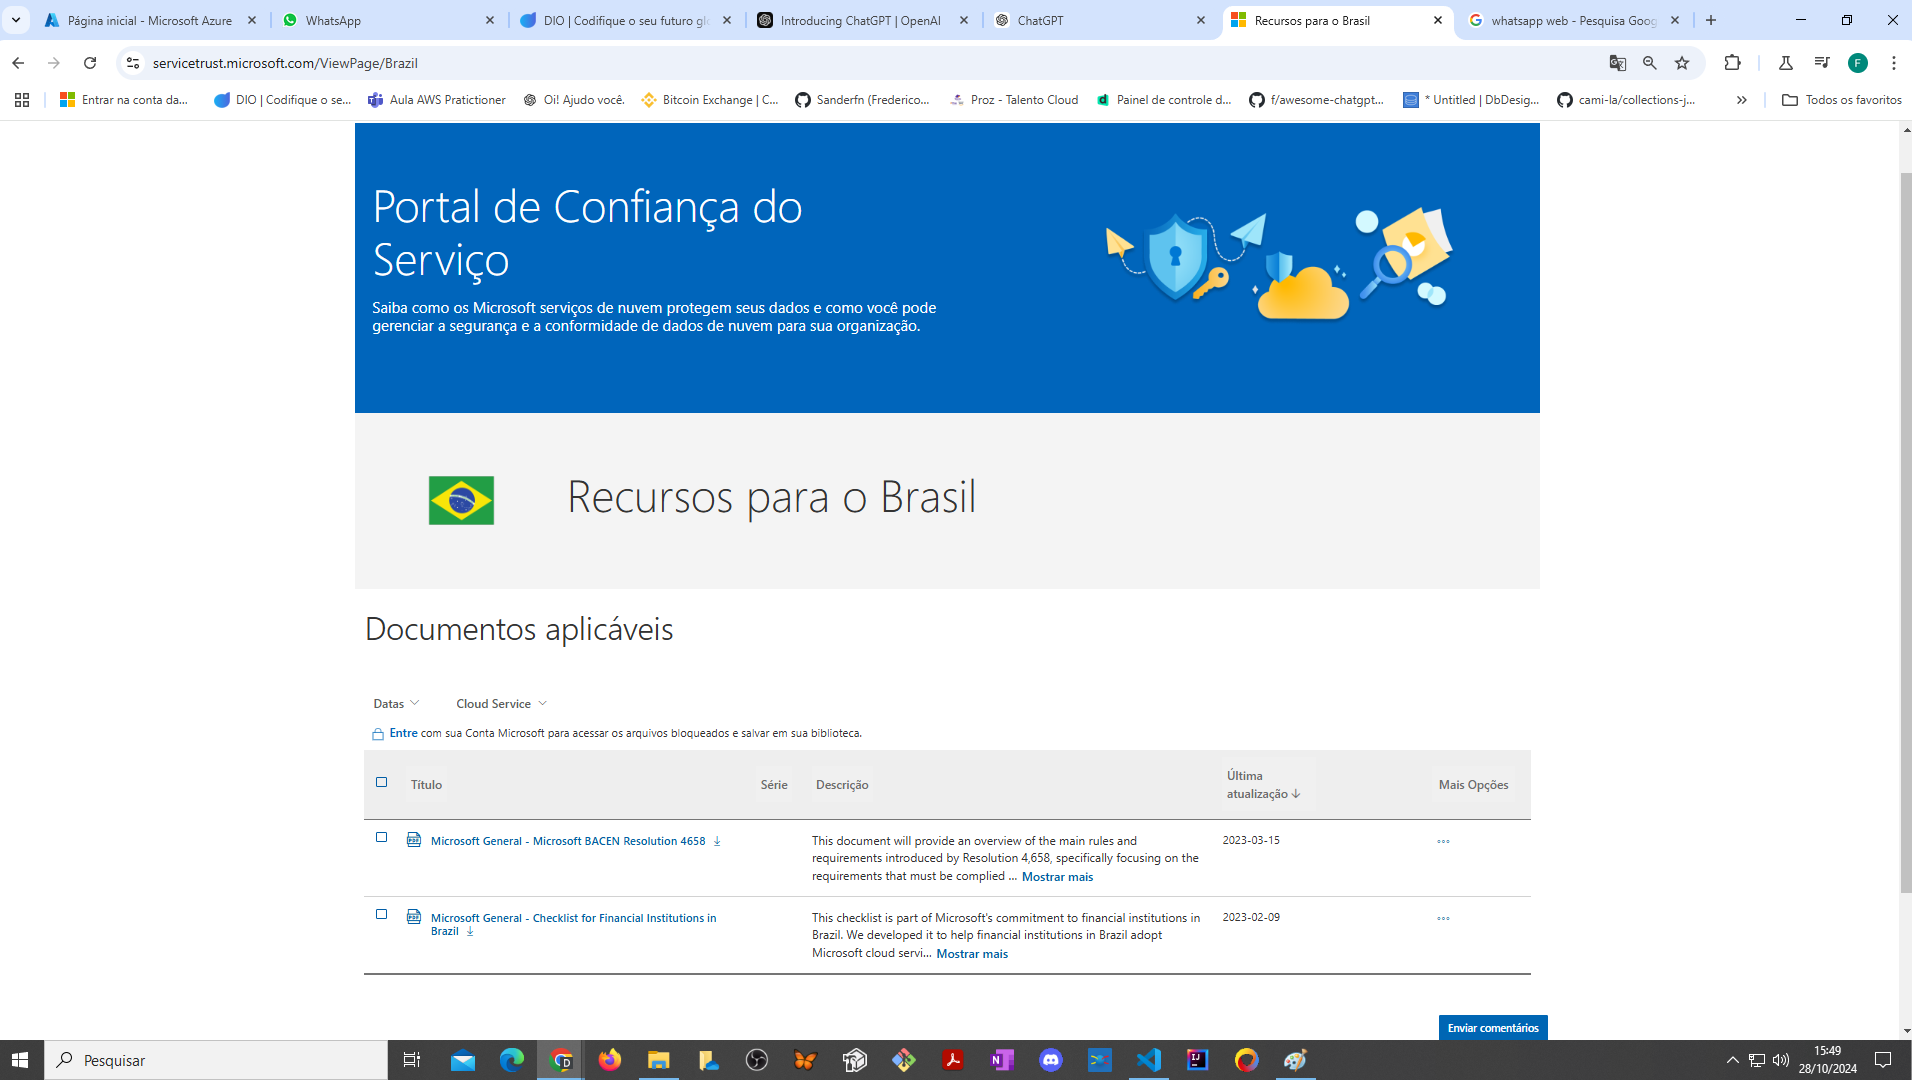 Página inicial - Microsoft Azure
WhatsApp
DIO | Codifique o seu futuro glo
Introducing ChatGPT | OpenAI
ChatGPT
Recursos para o Brasil
whatsapp web - Pesquisa Goog
servicetrust.microsoft.com/ViewPage/Brazil
F
Entrar na conta da...
DIO | Codifique o se...
Aula AWS Pratictioner
Oi! Ajudo você.
Bitcoin Exchange | C...
Sanderfn (Frederico...
Proz - Talento Cloud
Painel de controle d...
f/awesome-chatgpt...
* Untitled | DbDesig...
cami-la/collections-j...
Todos os favoritos
Portal de Confiança do
Serviço
Saiba como os Microsoft serviços de nuvem protegem seus dados e como você pode
gerenciar a segurança e a conformidade de dados de nuvem para sua organização.
Recursos para o Brasil
Documentos aplicáveis
Datas
Cloud Service
Entre com sua Conta Microsoft para acessar os arquivos bloqueados e salvar em sua biblioteca.
Título
Série
Descrição
Última
atualização
Mais Opções
Microsoft General - Microsoft BACEN Resolution 4658
This document will provide an overview of the main rules and
requirements introduced by Resolution 4,658, specifically focusing on the
requirements that must be complied ... Mostrar mais
2023-03-15
Microsoft General - Checklist for Financial Institutions in
Brazil
This checklist is part of Microsoft's commitment to financial institutions in
Brazil. We developed it to help financial institutions in Brazil adopt
Microsoft cloud servi... Mostrar mais
2023-02-09
Enviar comentários
Pesquisar
15:49
28/10/2024